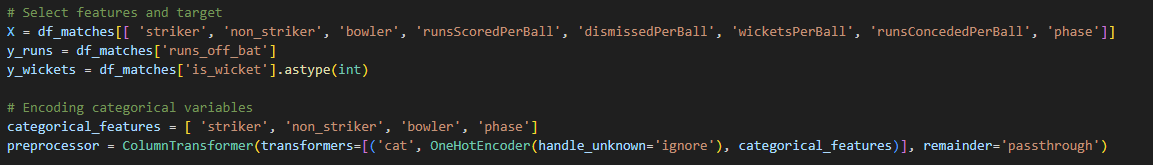 # Select features and target
X = df_matches[[ 'striker', 'non_striker', 'bowler', 'runsScoredPerBall', 'dismissedPerBall', 'wicketsPerBall', 'runsConcededPerBall', 'phase']]
y_runs = df_matches['runs_off_bat']
y_wickets = df_matches['is_wicket'].astype(int)
# Encoding categorical variables
categorical_features = [ 'striker', 'non_striker', 'bowler', 'phase']
preprocessor = ColumnTransformer(transformers=[('cat', OneHotEncoder(handle_unknown='ignore'), categorical_features)], remainder='passthrough')